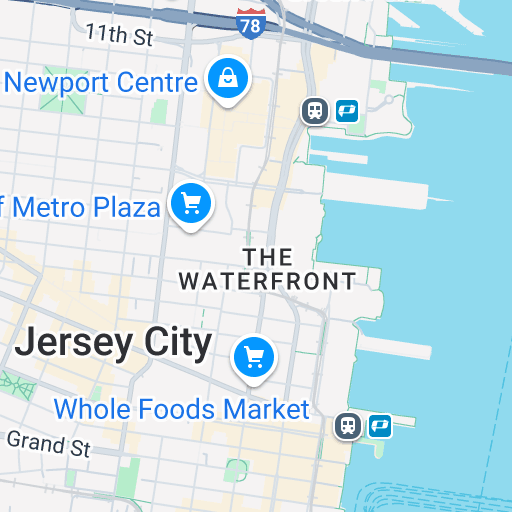 11th St
78
Newport Centre
f Metro Plaza
THE
WATERFRONT
Jersey City
Whole Foods Market
Grand St